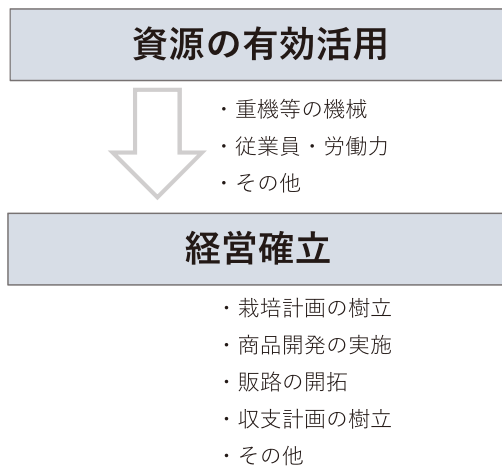 資源の有効活用
・重機等の機械
・従業員・労働力
・その他
経営確立
・栽培計画の樹立
・商品開発の実施
・販路の開拓
・収支計画の樹立
・その他